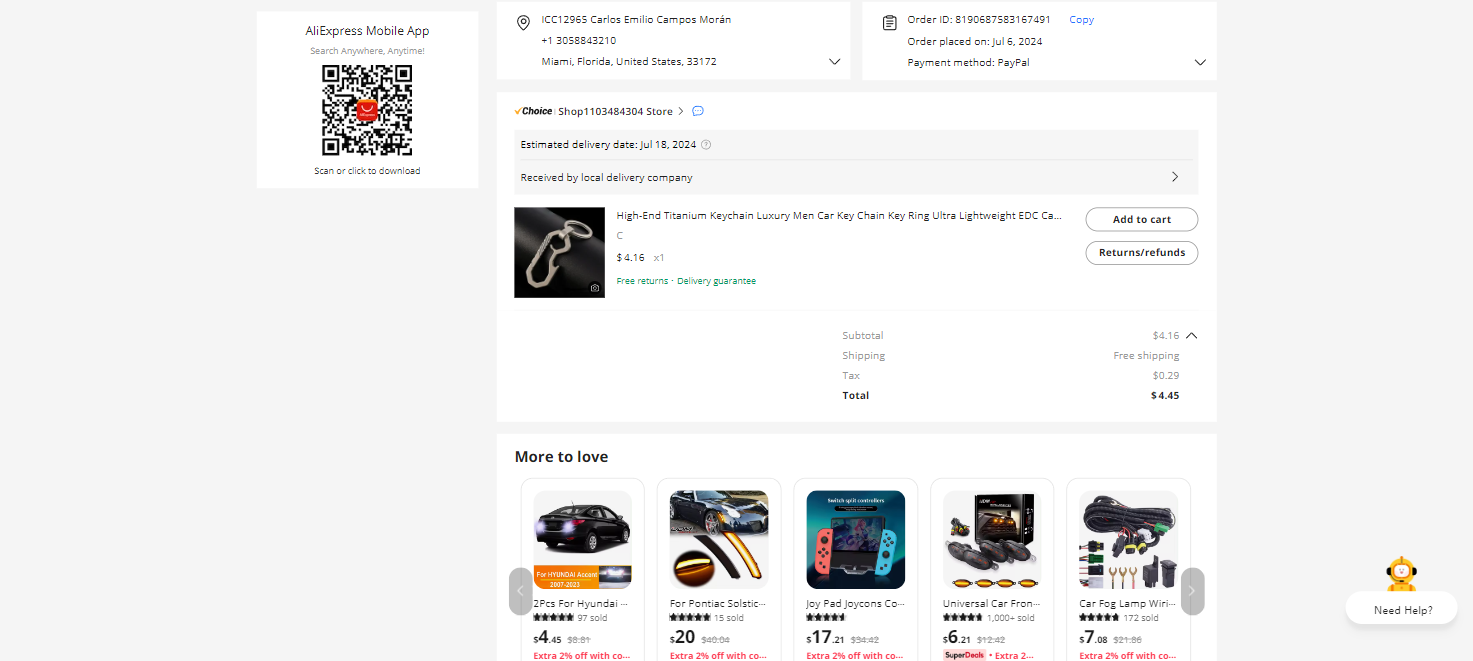 AliExpress Mobile App
Search Anywhere, Anytime!
Scan or click to download
ICC12965 Carlos Emilio Campos Morán
+1 3058843210
Miami, Florida, United States, 33172
Order ID: 8190687583167491 Copy
Order placed on: Jul 6, 2024
Payment method: PayPal
Choice Shop1103484304 Store
Estimated delivery date: Jul 18, 2024
Received by local delivery company
High-End Titanium Keychain Luxury Men Car Key Chain Key Ring Ultra Lightweight EDC Ca...
C
$4.16 x1
Free returns · Delivery guarantee
Add to cart
Returns/refunds
Subtotal $4.16
Shipping Free shipping
Tax $0.29
Total $4.45
More to love
For HYUNDAI Accent
2007-2023
2Pcs For Hyundai ...
97 sold
$4.45 $8.81
Extra 2% off with co...
For Pontiac Solstic...
15 sold
$20 $40.04
Extra 2% off with co...
Switch split controllers
Joy Pad Joycons Co...
$17.21 $34.42
Extra 2% off with co...
Universal Car Fron...
1,000+ sold
$6.21 $12.42
SuperDeals • Extra 2...
Car Fog Lamp Wiri...
172 sold
$7.08 $21.86
Extra 2% off with co...
Need Help?